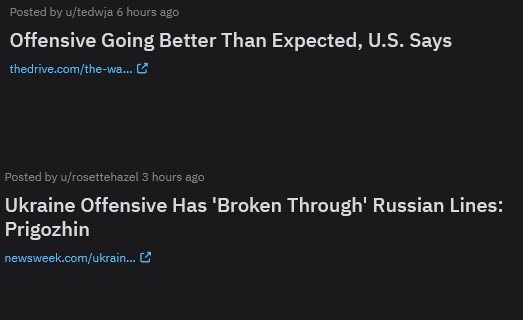 Posted by u/tedwja 6 hours ago
Offensive Going Better Than Expected, U.S. Says
thedrive.com/the-wa...
Posted by u/rosettehazel 3 hours ago
Ukraine Offensive Has 'Broken Through' Russian Lines:
Prigozhin
newsweek.com/ukrain...